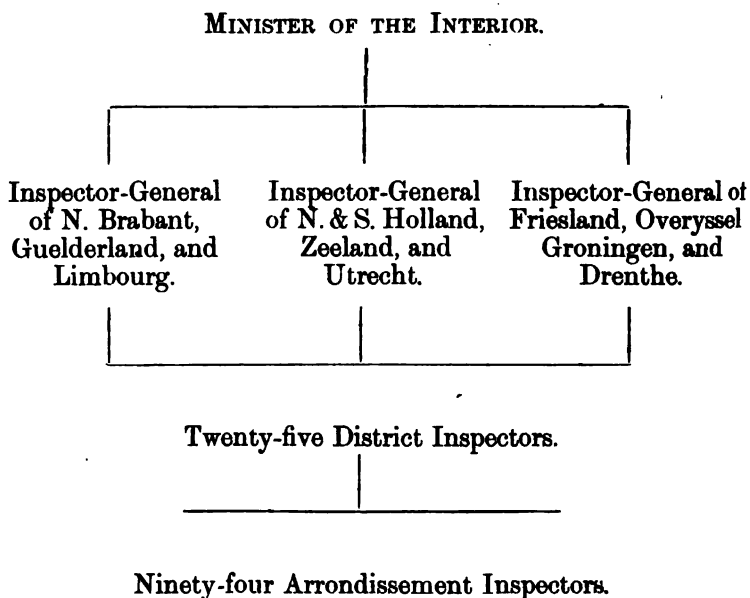 MINISTER OF THE INTERIOR.
Inspector-General
of N. Brabant,
Guelderland, and
Limbourg.
Inspector-General
of N. & S. Holland,
Zeeland, and
Utrecht.
Inspector-General of
Friesland, Overyssel
Groningen, and
Drenthe.
Twenty-five District Inspectors.
Ninety-four Arrondissement Inspectors.